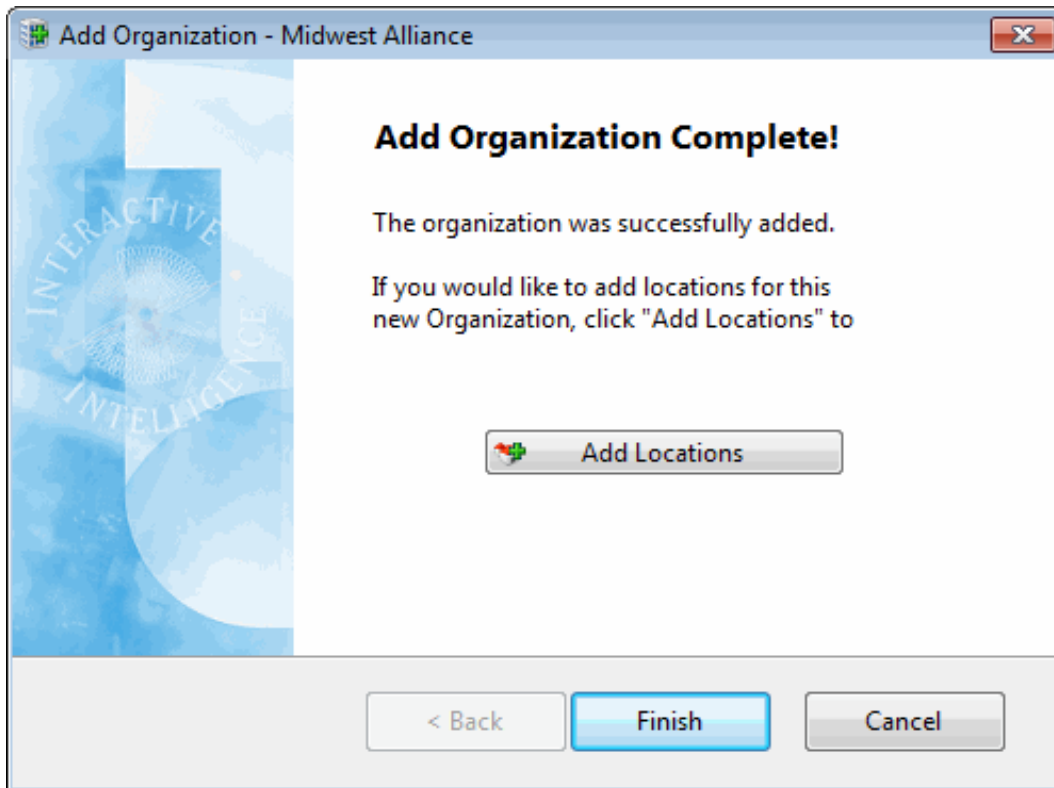 Add Organization - Midwest Alliance
Add Organization Complete!
The organization was successfully added.
If you would like to add locations for this
new Organization, click "Add Locations" to
INTERACTIVE
INTELLIGENCE
Add Locations
< Back
Finish
Cancel